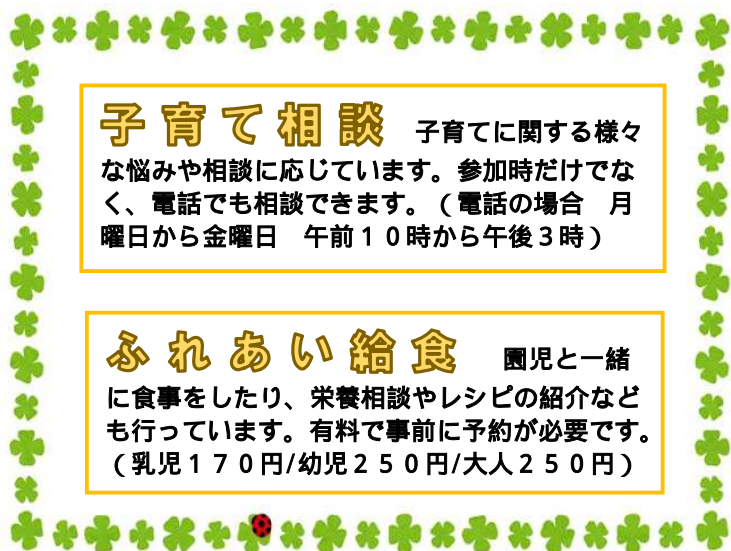 子育て相談　子育てに関する様々
な悩みや相談に応じています。参加時だけでな
く、電話でも相談できます。（電話の場合　月
曜日から金曜日　午前１０時から午後３時）
ふれあい給食　園児と一緒
に食事をしたり、栄養相談やレシピの紹介など
も行っています。有料で事前に予約が必要です。
（乳児１７０円/幼児２５０円/大人２５０円）